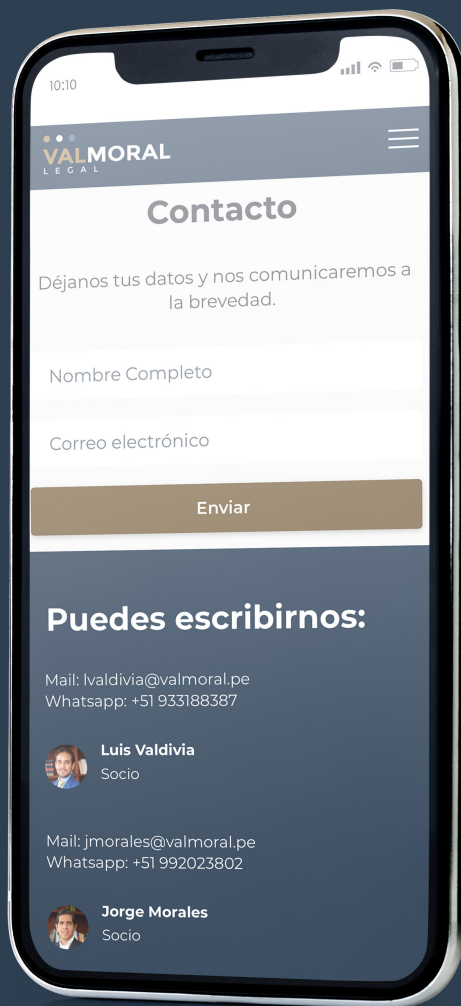 10:10
VALMORAL
LEGAL
Contacto
Déjanos tus datos y nos comunicaremos a
la brevedad.
Nombre Completo
Correo electrónico
Enviar
Puedes escribirnos:
Mail: lvaldivia@valmoral.pe
Whatsapp: +51 933188387
Luis Valdivia
Socio
Mail: jmorales@valmoral.pe
Whatsapp: +51 992023802
Jorge Morales
Socio